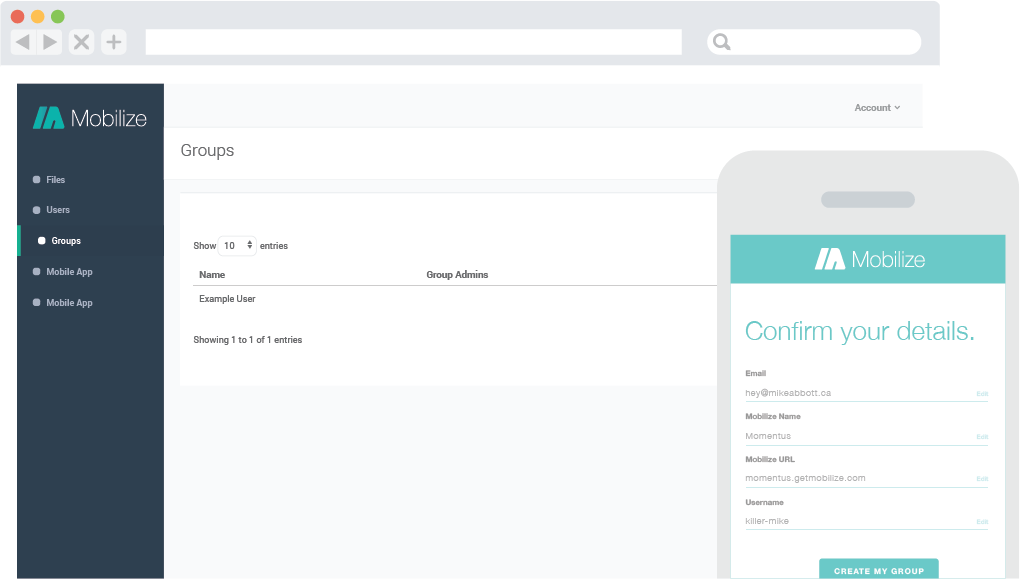 Mobilize
Account
Groups
Files
Users
Groups
Mobile App
Mobile App
Show 10 entries
Name Group Admins
Example User
Showing 1 to 1 of 1 entries
Mobilize
Confirm your details.
Email
hey@mikeabbott.ca Edit
Mobilize Name
Momentus Edit
Mobilize URL
momentus.getmobilize.com Edit
Username
killer-mike Edit
CREATE MY GROUP